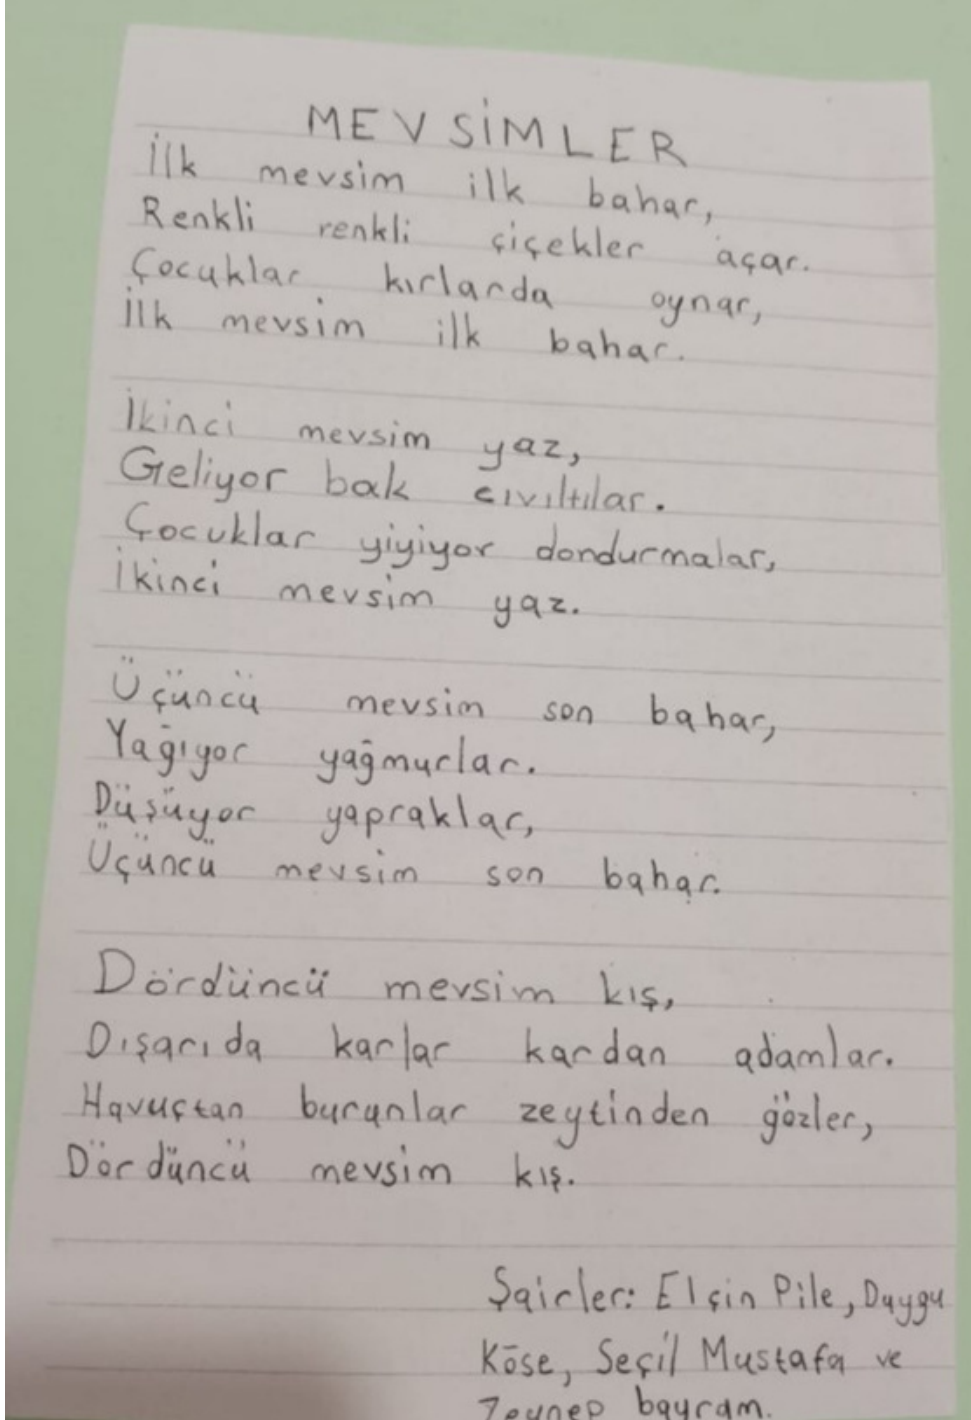 MEVSİMLER
İlk mevsim ilk bahar,
Renkli renkli çiçekler açar.
Çocuklar kırlarda oynar,
İlk mevsim ilk bahar.
İkinci mevsim yaz,
Geliyor bak cıvıltılar.
Çocuklar yiyiyor dondurmalar,
İkinci mevsim yaz.
Üçüncü mevsim son bahar,
Yağıyor yağmurlar.
Düşüyor yapraklar,
Üçüncü mevsim son bahar.
Dördüncü mevsim kış,
Dışarıda karlar kardan adamlar.
Havuçtan burunlar zeytinden gözler,
Dördüncü mevsim kış.
Şairler: Elçin Pile, Duygu
Köse, Seçil Mustafa ve
Zeynep bayram.